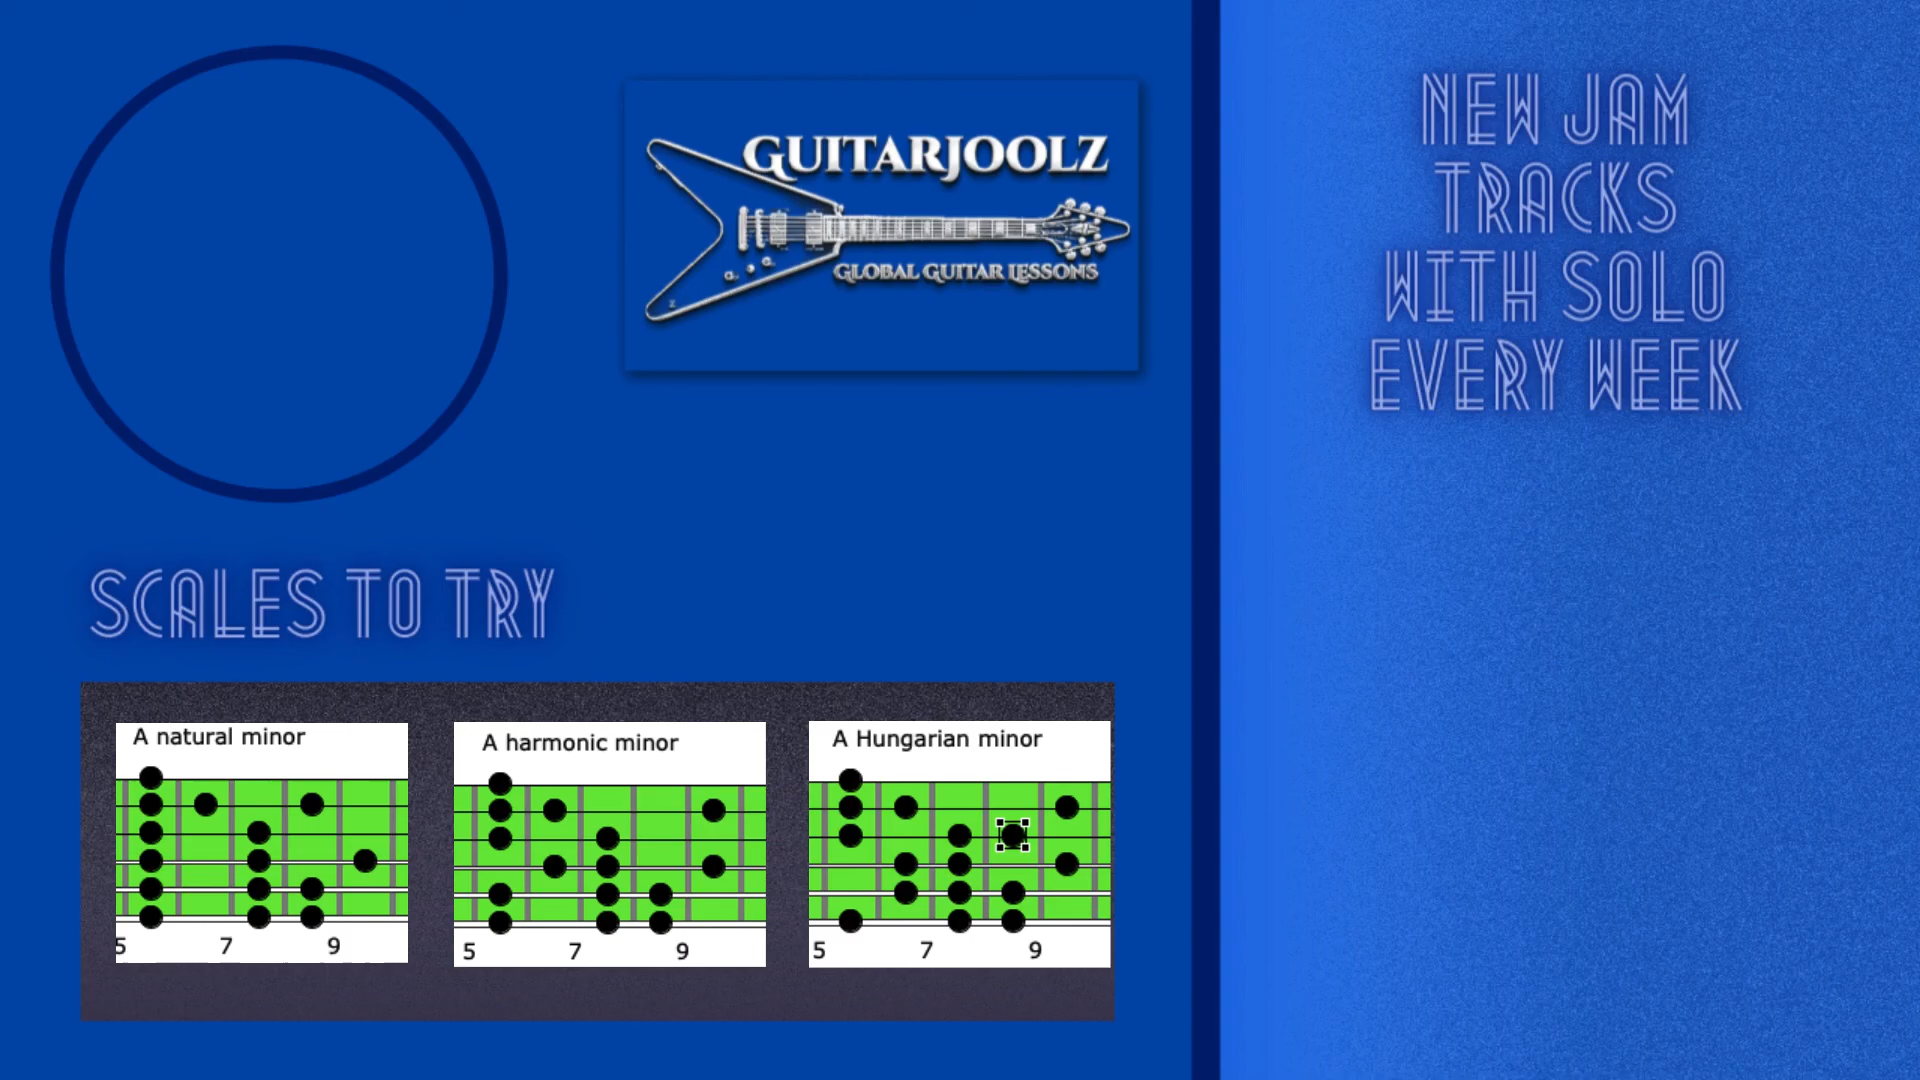 GUITARJOOLZ
GLOBAL GUITAR LESSONS
NEW JAM
TRACKS
WITH SOLO
EVERY WEEK
SCALES TO TRY
A natural minor
5 7 9
A harmonic minor
5 7 9
A Hungarian minor
5 7 9